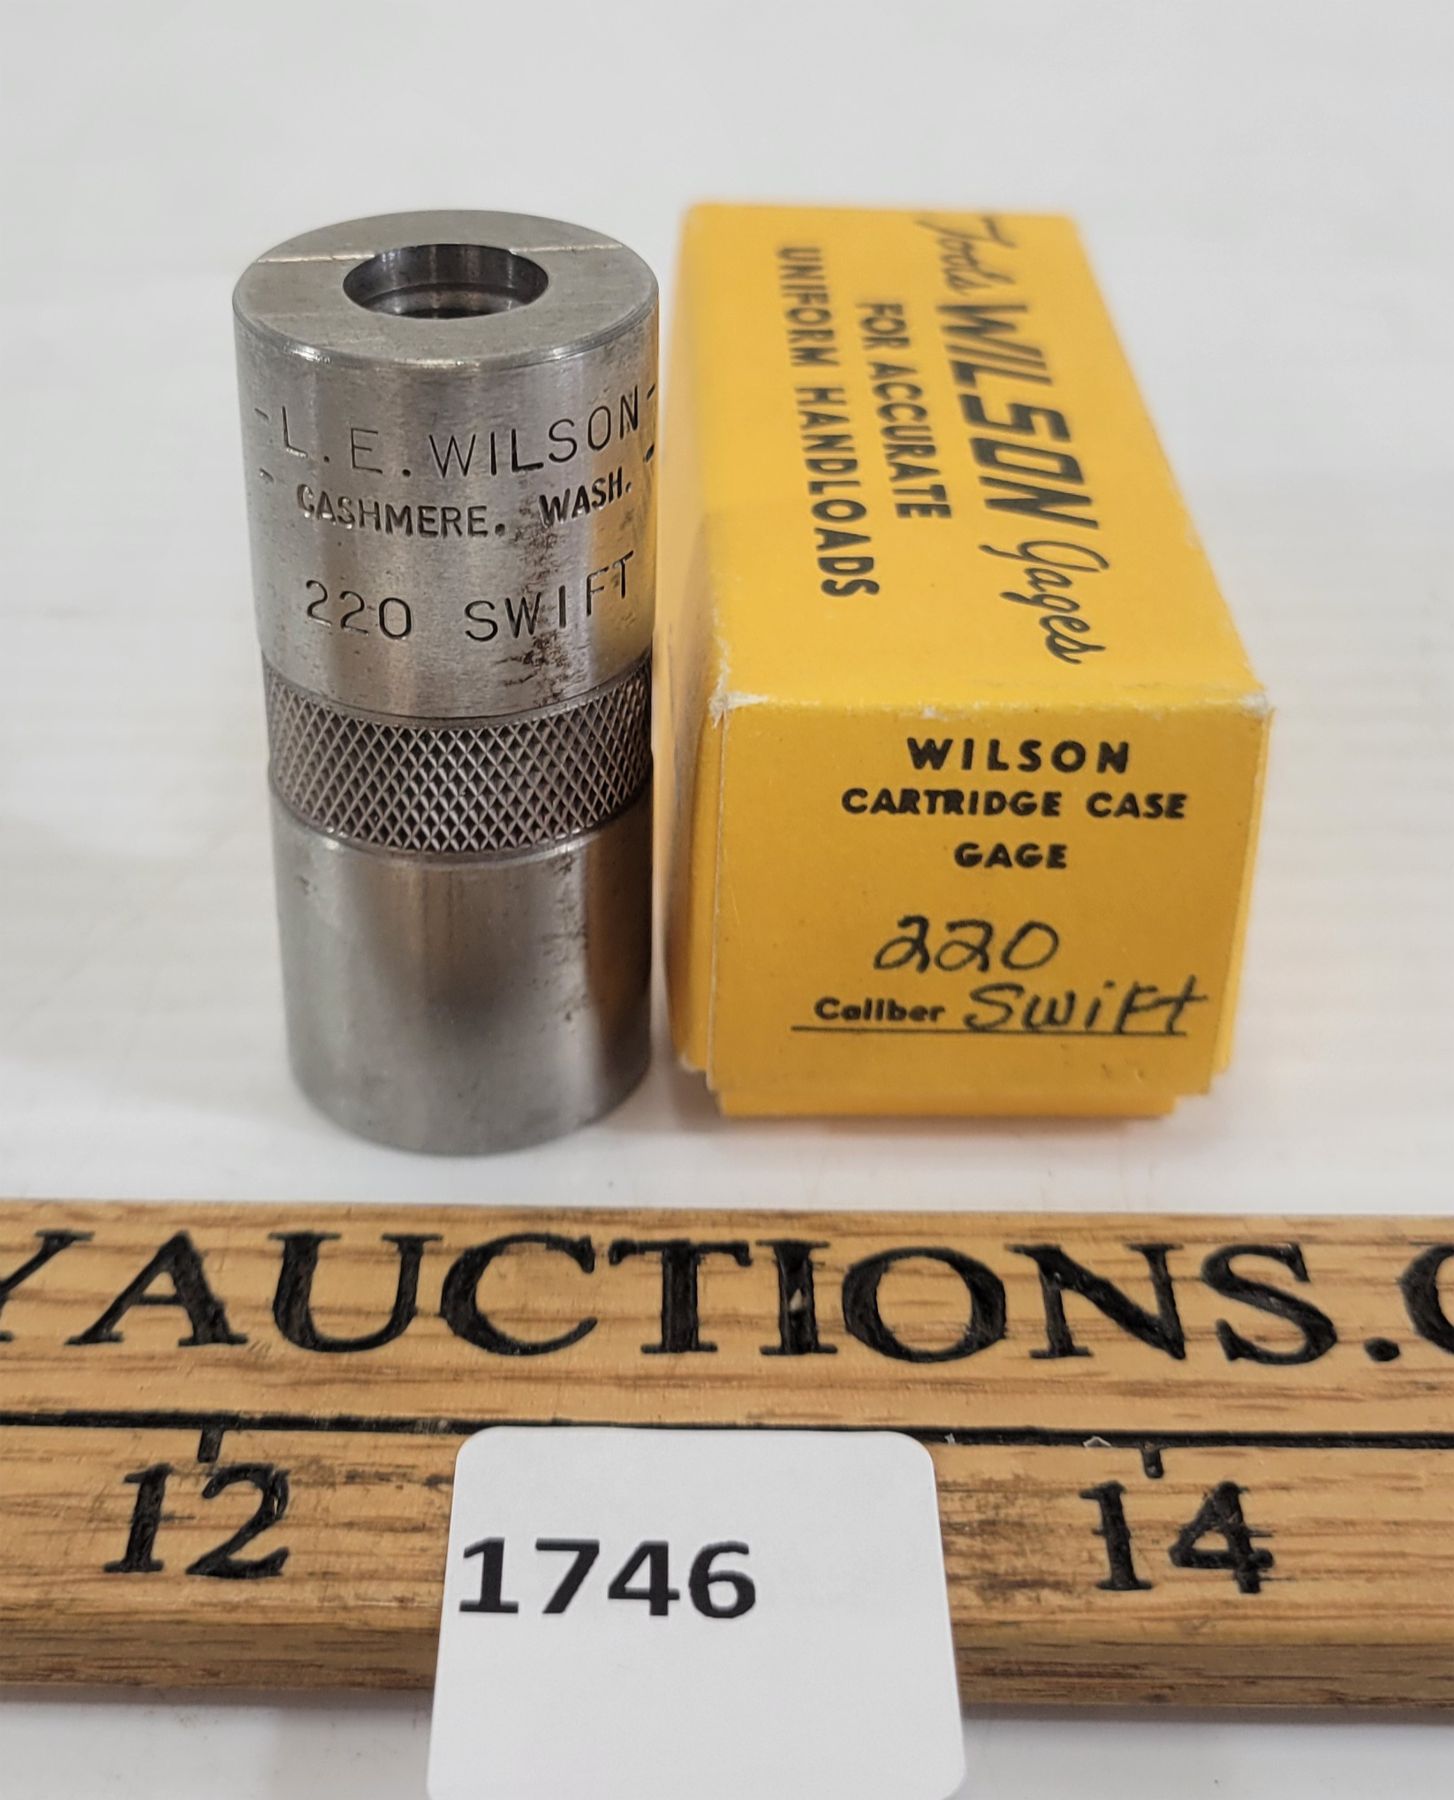 -L. E. WILSON-
- CASHMERE. WASH. -
220 SWIFT
Tools WILSON Gages
FOR ACCURATE
UNIFORM HANDLOADS
WILSON
CARTRIDGE CASE
GAGE
220
Caliber Swift
Y AUCTIONS.C
12 14
1746